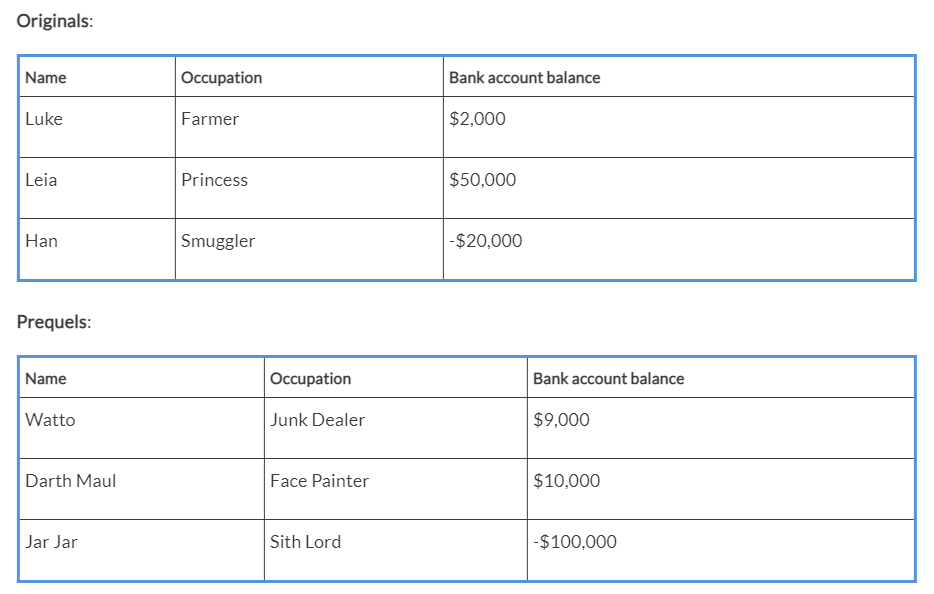 Originals:
Name Occupation Bank account balance
Luke Farmer $2,000
Leia Princess $50,000
Han Smuggler -$20,000
Prequels:
Name Occupation Bank account balance
Watto Junk Dealer $9,000
Darth Maul Face Painter $10,000
Jar Jar Sith Lord -$100,000